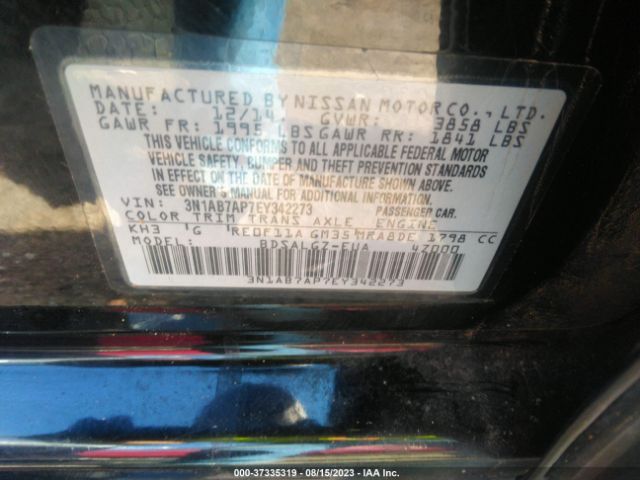 MANUFACTURED BY NISSAN MOTOR CO., LTD.
DATE: 12/14 GVWR: 3858 LBS
GAWR FR: 1995 LBS GAWR RR: 1841 LBS
THIS VEHICLE CONFORMS TO ALL APPLICABLE FEDERAL MOTOR
VEHICLE SAFETY, BUMPER AND THEFT PREVENTION STANDARDS
IN EFFECT ON THE DATE OF MANUFACTURE SHOWN ABOVE.
SEE OWNER'S MANUAL FOR ADDITIONAL INFORMATION.
VIN: 3N1AB7AP7EY342273 PASSENGER CAR.
COLOR TRIM TRANS AXLE ENGINE
KH3 G RE0F11A GM35 MRA8DE 1798 CC
MODEL: BDSALGZ-EUA 4Z000
3N1AB7AP7EY342273
000-37335319 - 08/15/2023 - IAA Inc.